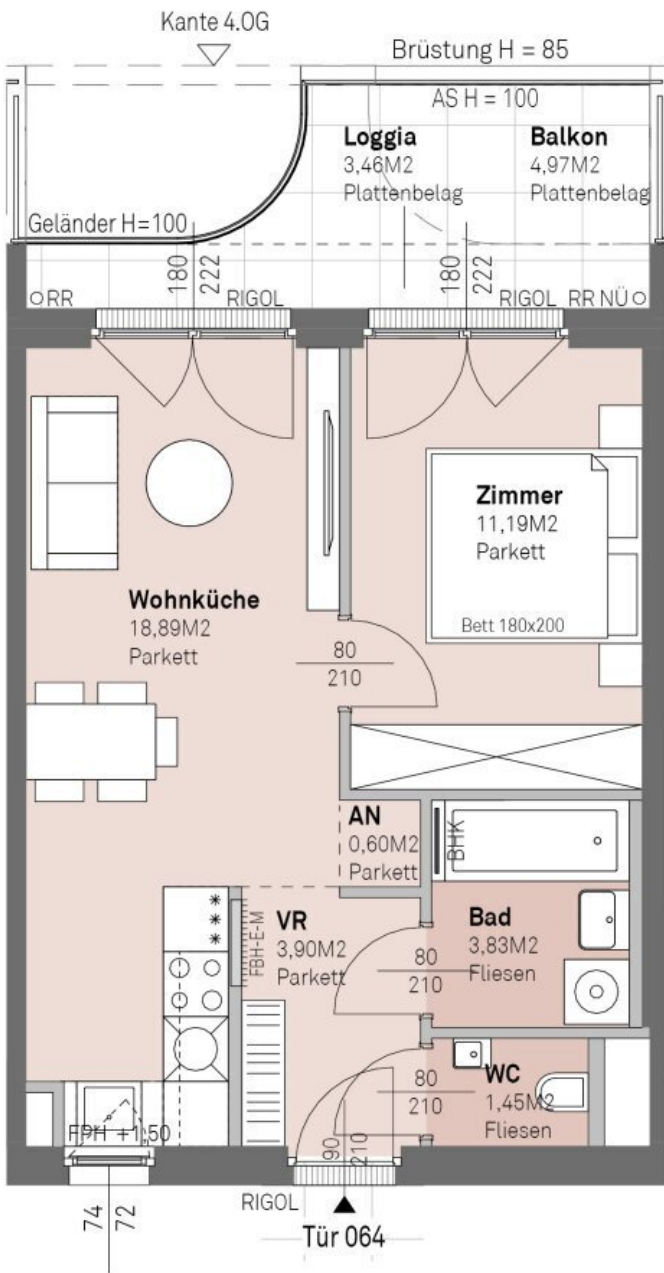 Kante 4.OG
Brüstung H = 85
AS H = 100
Loggia
3,46M2
Plattenbelag
Balkon
4,97M2
Plattenbelag
Geländer H=100
180
222
180
222
RR
RIGOL
RIGOL
RR NÜ
Zimmer
11,19M2
Parkett
Bett 180x200
Wohnküche
18,89M2
Parkett
80
210
AN
0,60M2
Parkett
BHK
VR
3,90M2
Parkett
FBH-E-M
Bad
3,83M2
Fliesen
80
210
WC
1,45M2
Fliesen
80
210
FPH +1,50
90
210
74
72
RIGOL
Tür 064